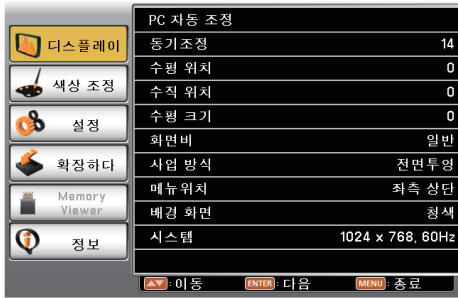 디스플레이
색상 조정
설정
확장하다
Memory
Viewer
정보
PC 자동 조정
동기조정 14
수평 위치 0
수직 위치 0
수평 크기 0
화면비 일반
사업 방식 전면투영
메뉴위치 좌측 상단
배경 화면 청색
시스템 1024 x 768, 60Hz
:이동 ENTER :다음 MENU :종료